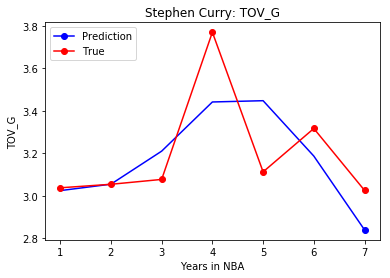 Stephen Curry: TOV_G
Prediction
True
3.8
3.6
3.4
3.2
3.0
2.8
TOV_G
1 2 3 4 5 6 7
Years in NBA